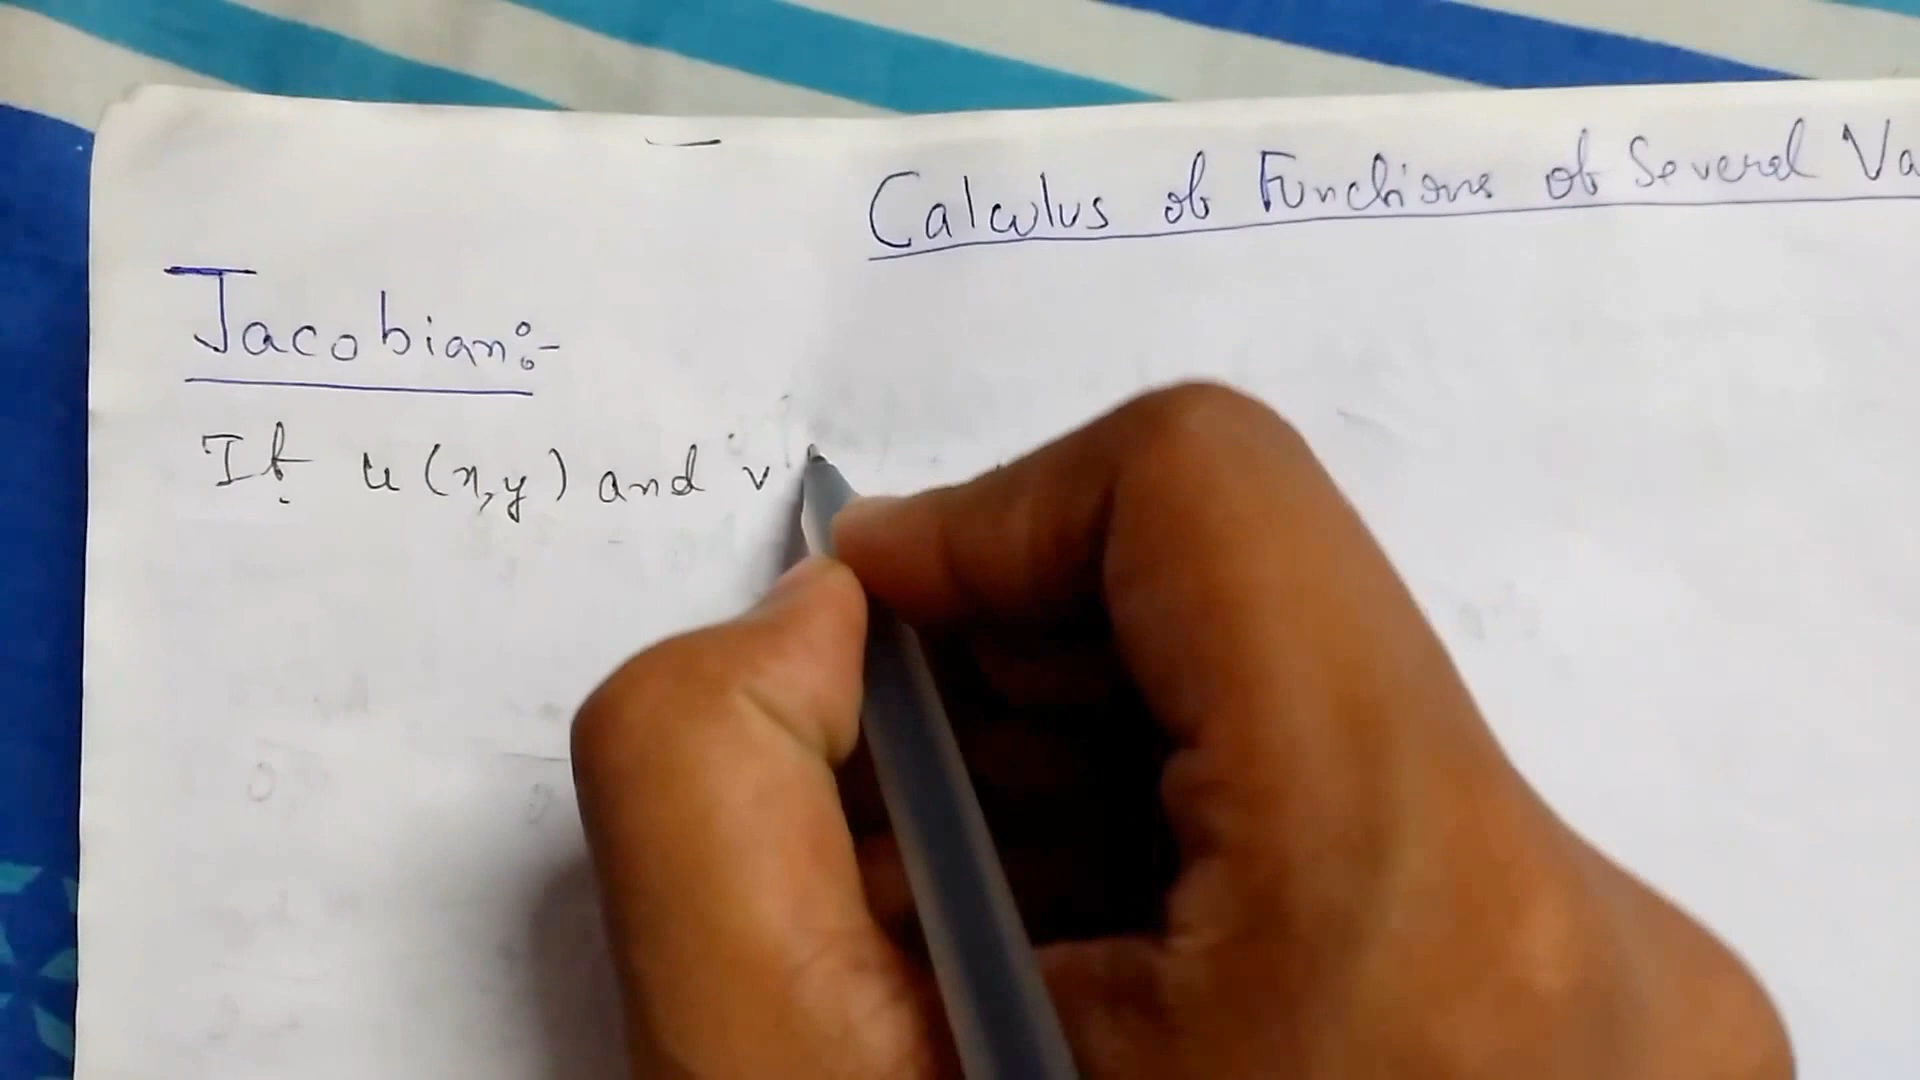 Calculus of Functions of Several Va
Jacobian:-
If u(x,y) and v